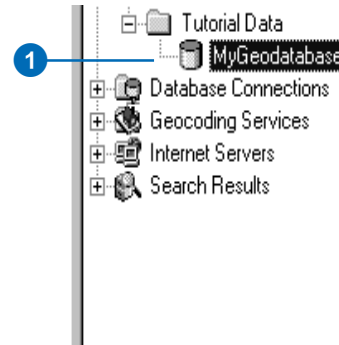 Tutorial Data
1 MyGeodatabase
Database Connections
Geocoding Services
Internet Servers
Search Results